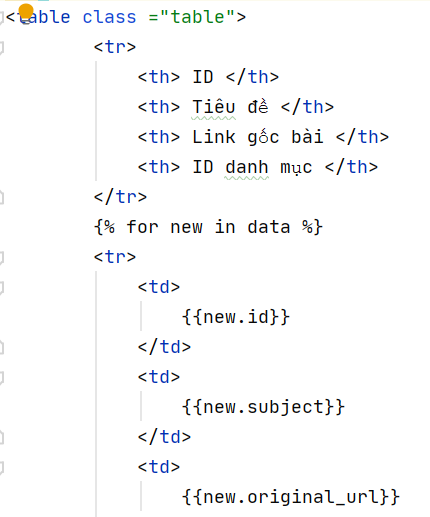 <table class ="table">
<tr>
<th> ID </th>
<th> Tiêu đề </th>
<th> Link gốc bài </th>
<th> ID danh mục </th>
</tr>
{% for new in data %}
<tr>
<td>
{{new.id}}
</td>
<td>
{{new.subject}}
</td>
<td>
{{new.original_url}}